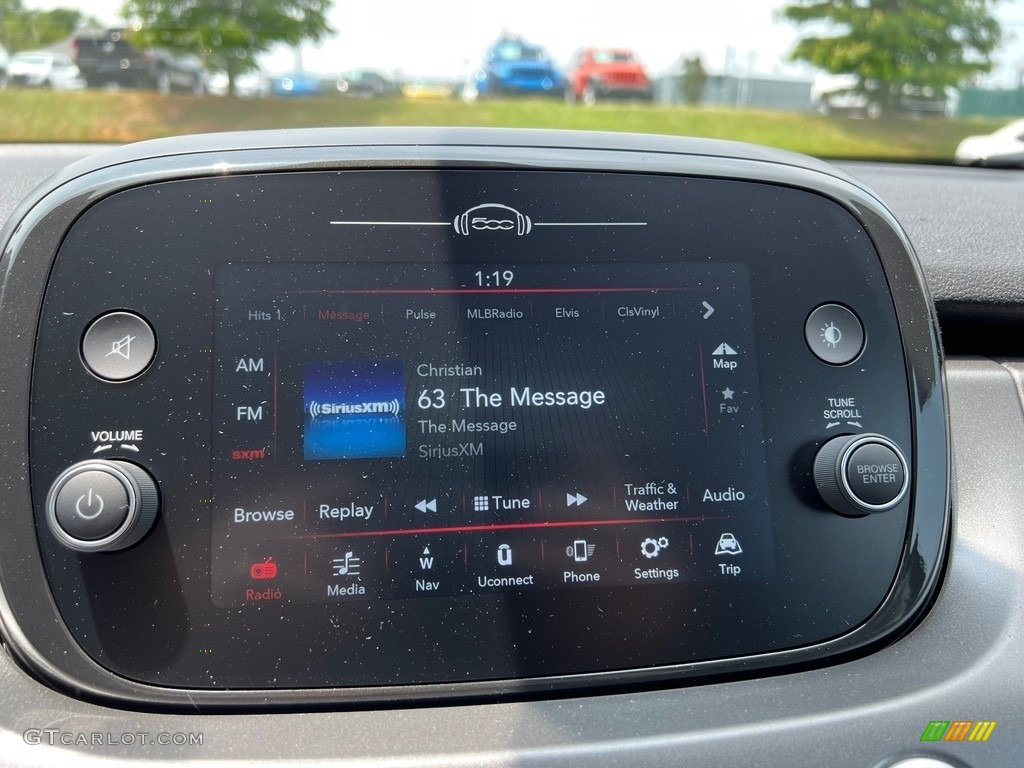 500
1:19
Hits 1 Message Pulse MLBRadio Elvis ClsVinyl
AM
FM
sxm
((SiriusXM))
Christian
63 The Message
The Message
SiriusXM
Map
Fav
VOLUME
TUNE
SCROLL
BROWSE
ENTER
Browse Replay Tune Traffic & Weather Audio
Radio Media W Nav Uconnect Phone Settings Trip
GTCARLOT.COM